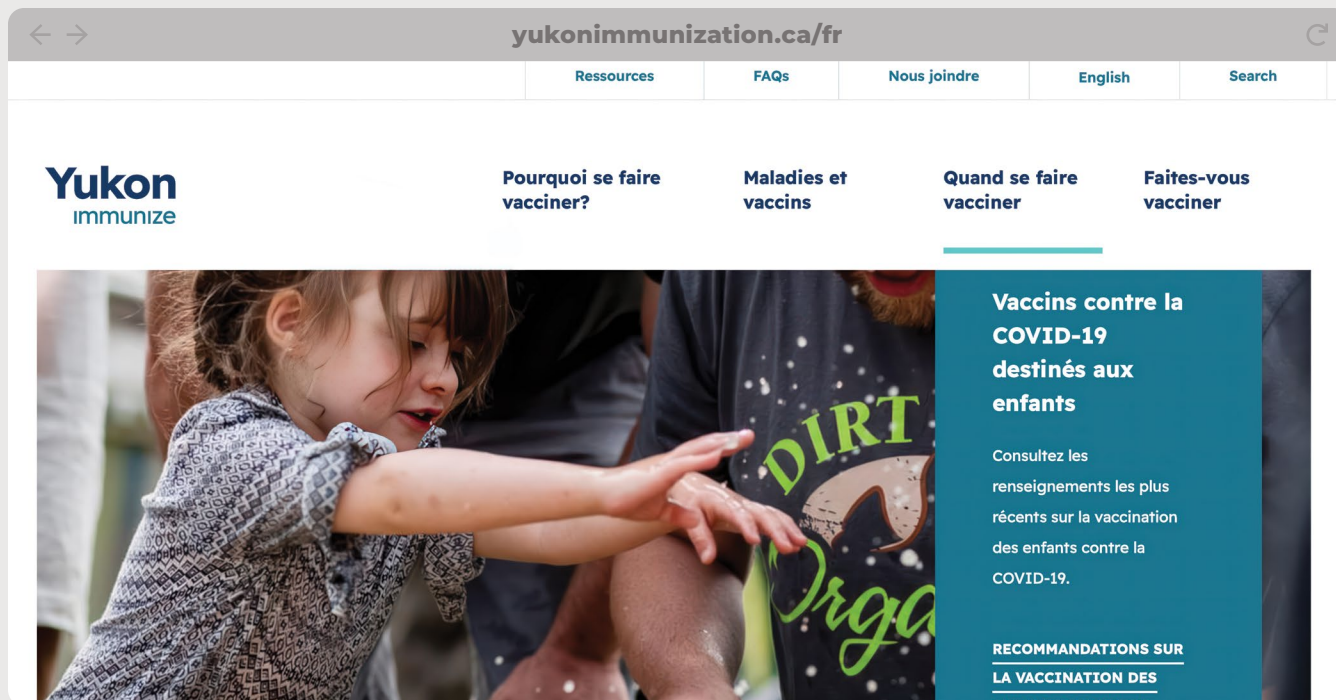 yukonimmunization.ca/fr
Ressources
FAQs
Nous joindre
English
Search
Yukon
immunize
Pourquoi se faire
vacciner?
Maladies et
vaccins
Quand se faire
vacciner
Faites-vous
vacciner
DIRT
Orga
Vaccins contre la
COVID-19
destinés aux
enfants
Consultez les
renseignements les plus
récents sur la vaccination
des enfants contre la
COVID-19.
RECOMMANDATIONS SUR
LA VACCINATION DES